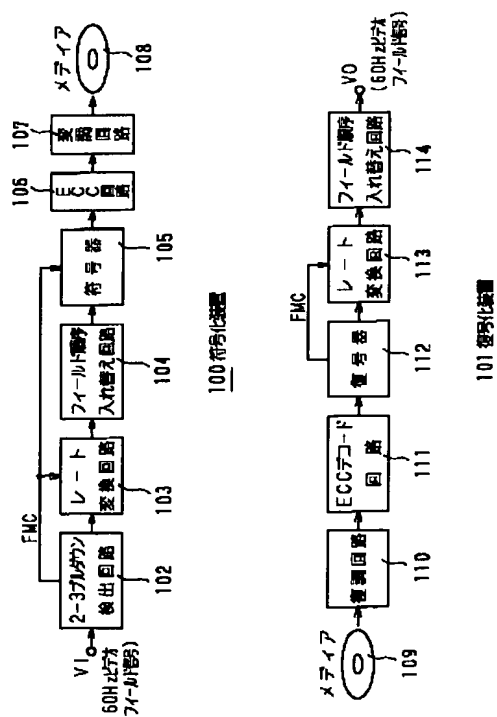 VI
60Hzビデオ
フィールド信号)
2-3プルダウン
検出回路
102
FMC
レート
変換回路
103
フィールド順序
入れ替え回路
104
符号器
105
ECC回路
106
変調回路
107
メディア
108
100 符号化装置
メディア
109
復調回路
110
ECCデコード
回路
111
復号器
112
FMC
レート
変換回路
113
フィールド順序
入れ替え回路
114
VO
(60Hzビデオ
フィールド信号)
101 復号化装置